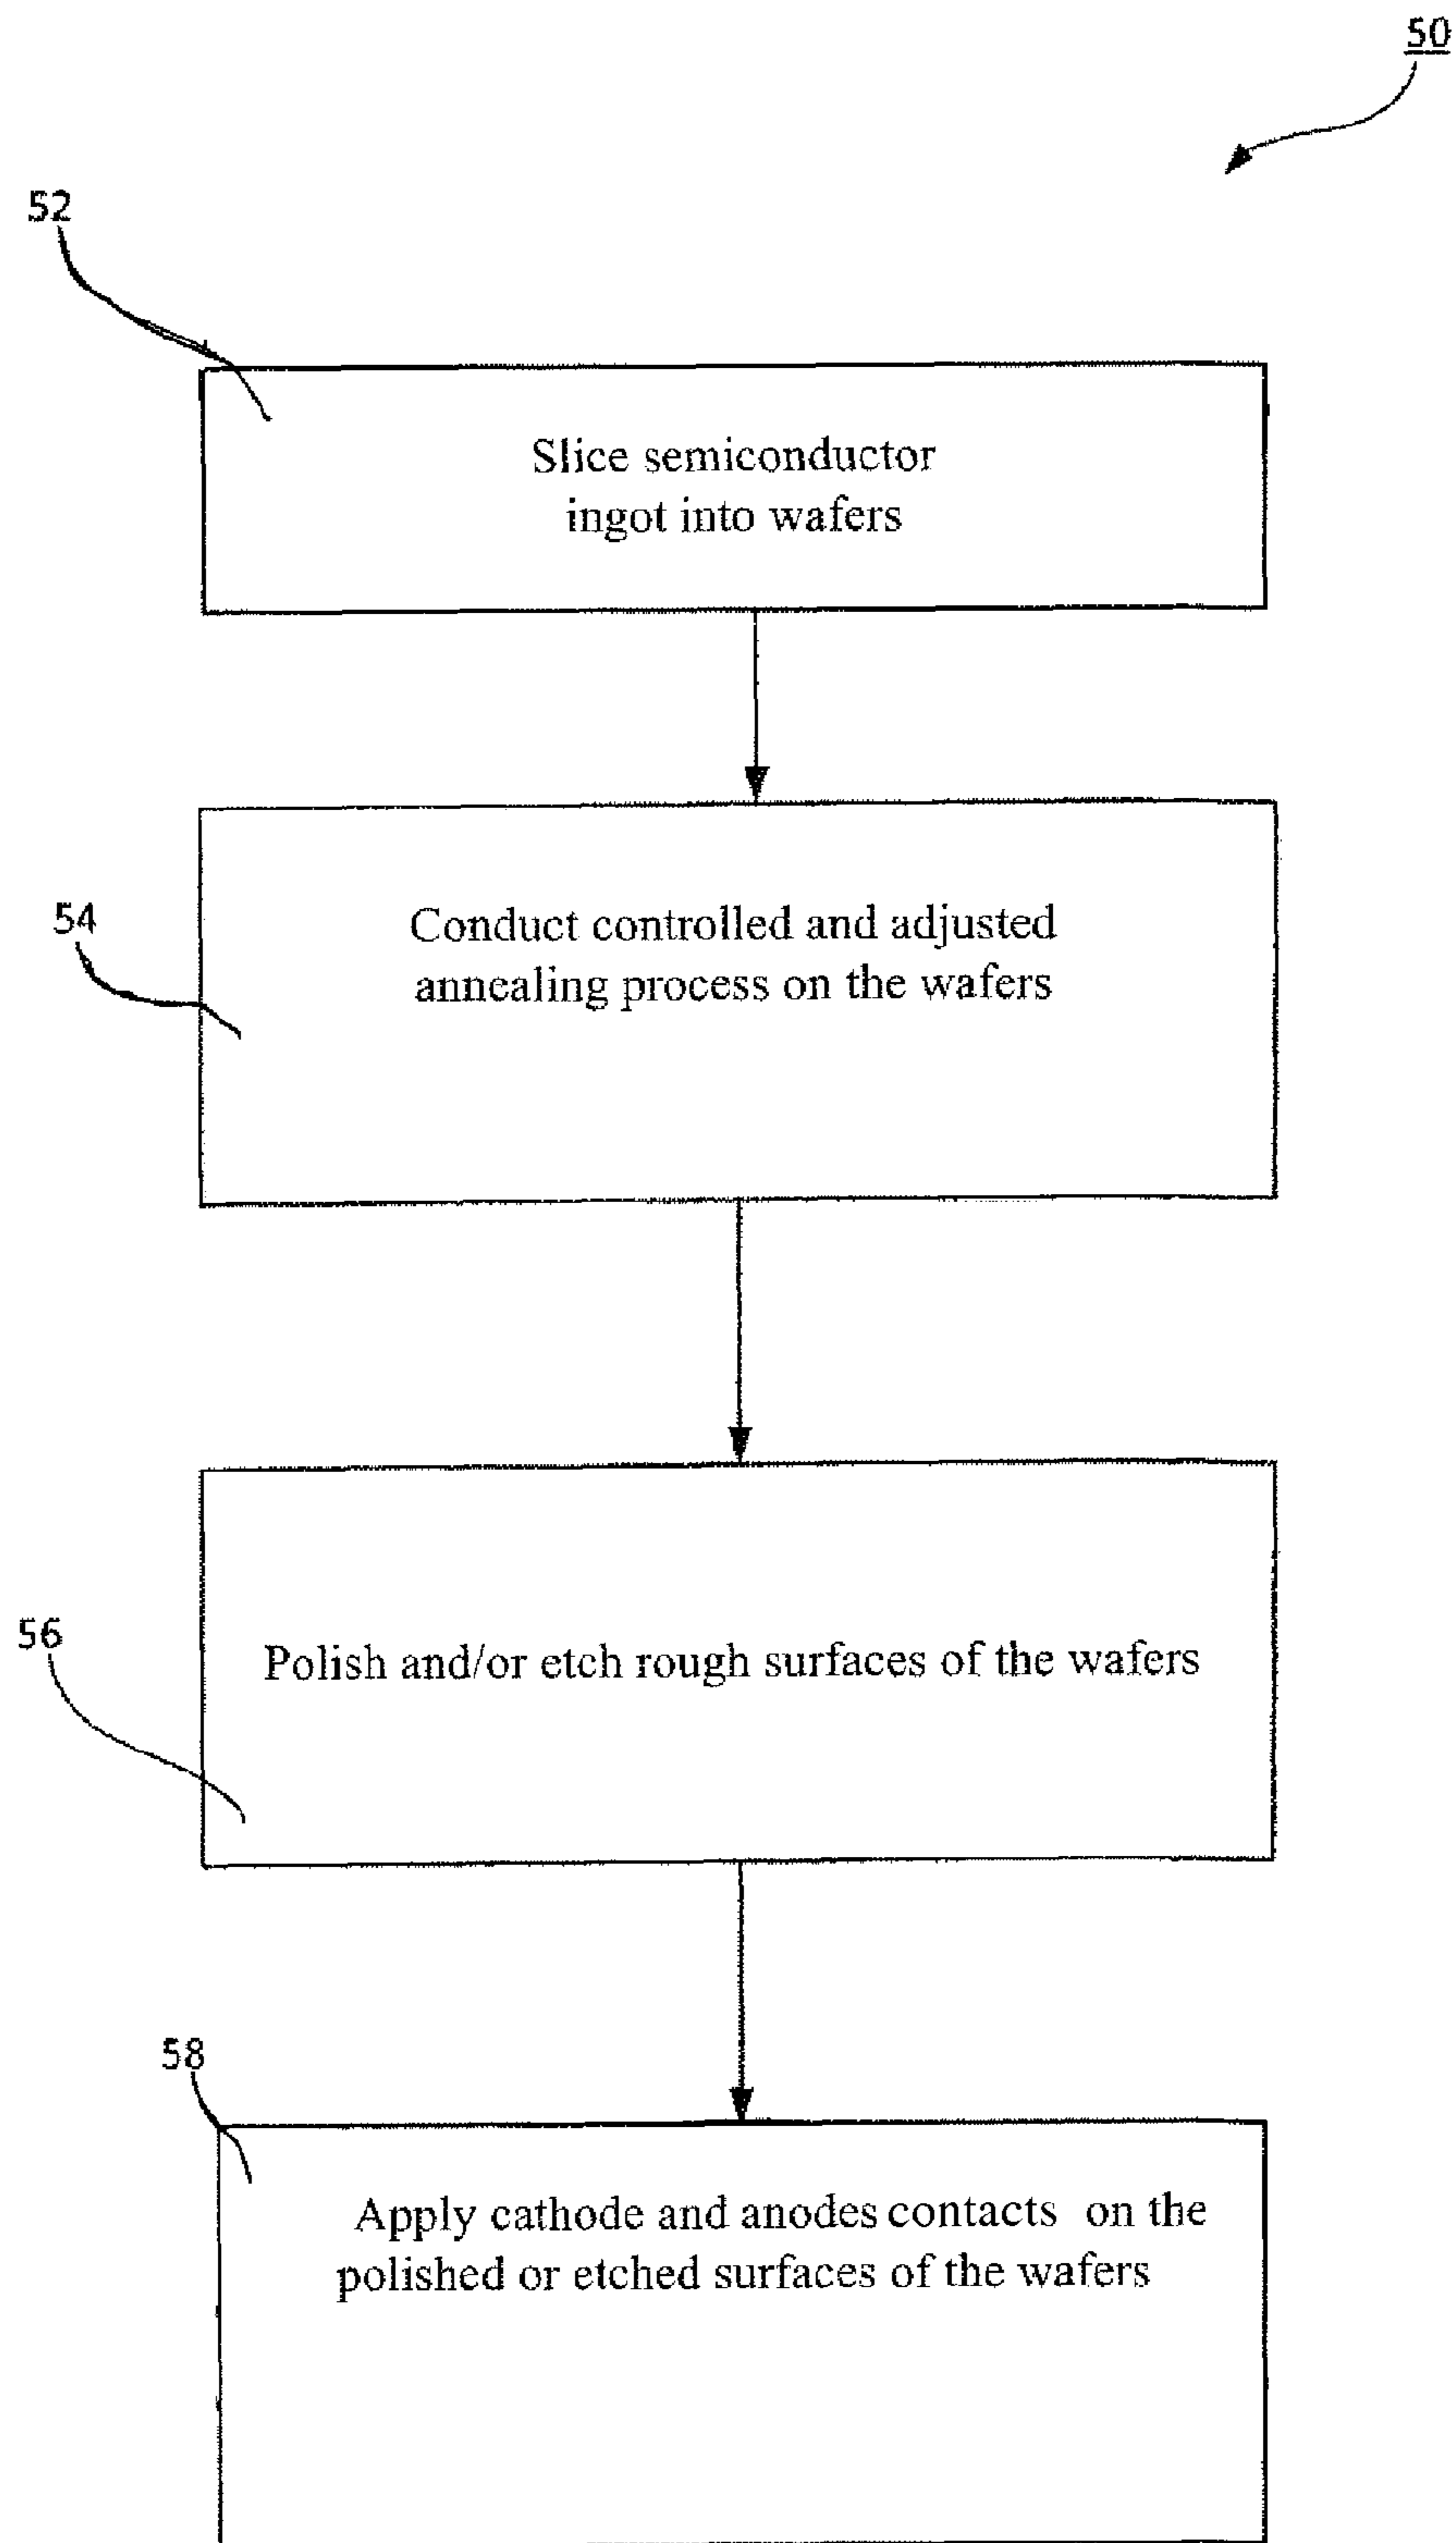 50
52
Slice semiconductor
ingot into wafers
54
Conduct controlled and adjusted
annealing process on the wafers
56
Polish and/or etch rough surfaces of the wafers
58
Apply cathode and anodes contacts on the
polished or etched surfaces of the wafers